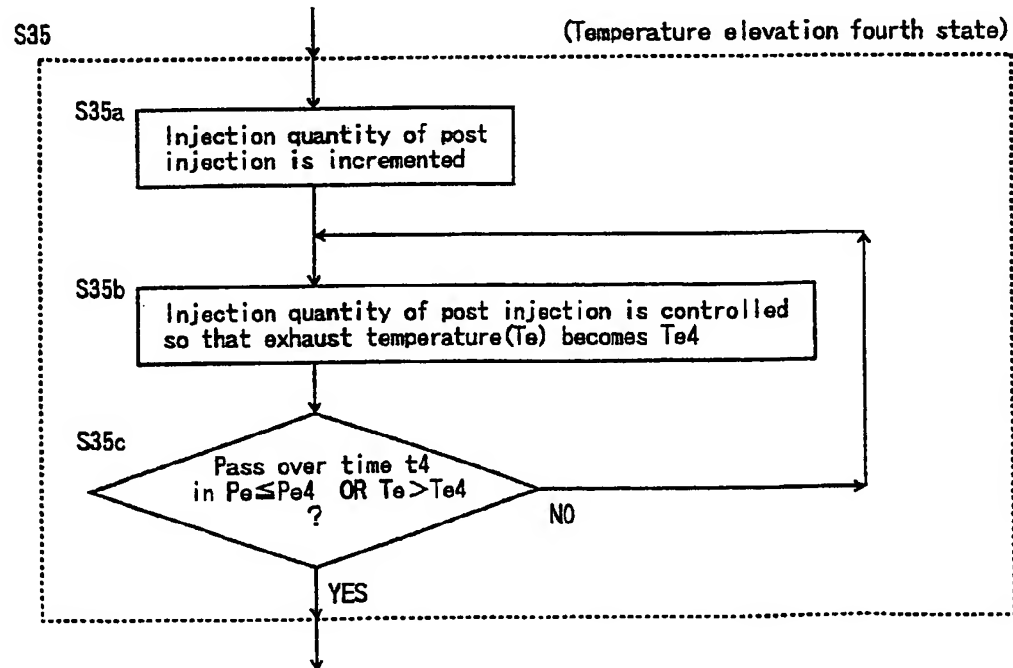 S35
(Temperature elevation fourth state)
S35a
Injection quantity of post
injection is incremented
S35b
Injection quantity of post injection is controlled
so that exhaust temperature(Te) becomes Te4
S35c
Pass over time t4
in Pe≦Pe4 OR Te>Te4
?
NO
YES